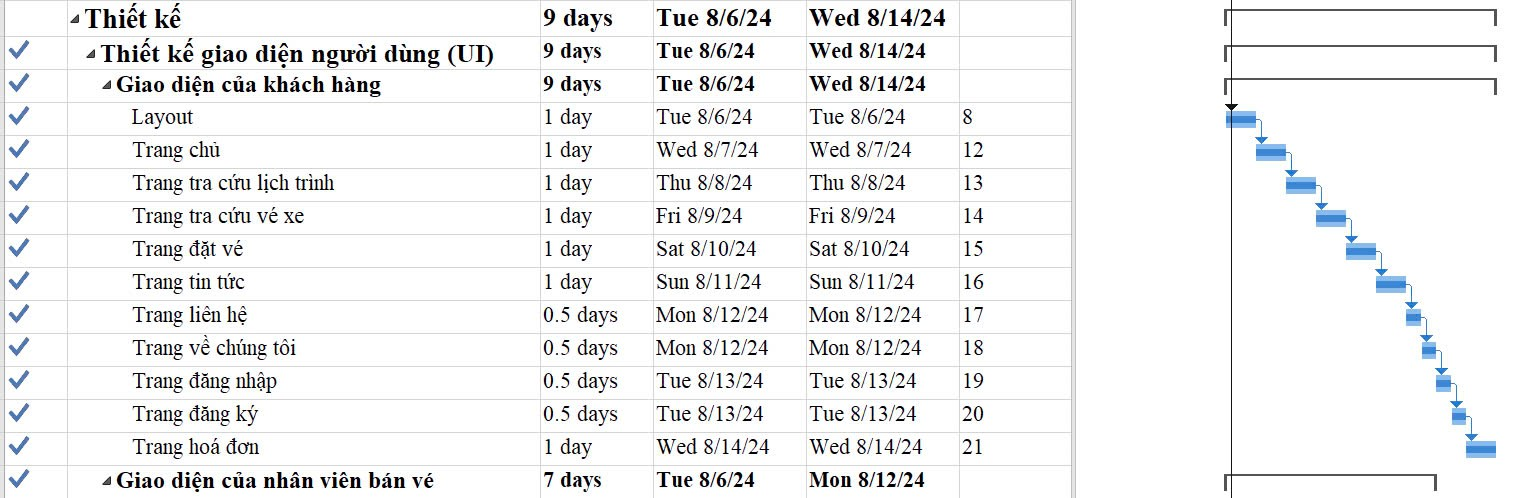 Thiết kế 9 days Tue 8/6/24 Wed 8/14/24
Thiết kế giao diện người dùng (UI) 9 days Tue 8/6/24 Wed 8/14/24
Giao diện của khách hàng 9 days Tue 8/6/24 Wed 8/14/24
Layout 1 day Tue 8/6/24 Tue 8/6/24 8
Trang chủ 1 day Wed 8/7/24 Wed 8/7/24 12
Trang tra cứu lịch trình 1 day Thu 8/8/24 Thu 8/8/24 13
Trang tra cứu vé xe 1 day Fri 8/9/24 Fri 8/9/24 14
Trang đặt vé 1 day Sat 8/10/24 Sat 8/10/24 15
Trang tin tức 1 day Sun 8/11/24 Sun 8/11/24 16
Trang liên hệ 0.5 days Mon 8/12/24 Mon 8/12/24 17
Trang về chúng tôi 0.5 days Mon 8/12/24 Mon 8/12/24 18
Trang đăng nhập 0.5 days Tue 8/13/24 Tue 8/13/24 19
Trang đăng ký 0.5 days Tue 8/13/24 Tue 8/13/24 20
Trang hoá đơn 1 day Wed 8/14/24 Wed 8/14/24 21
Giao diện của nhân viên bán vé 7 days Tue 8/6/24 Mon 8/12/24